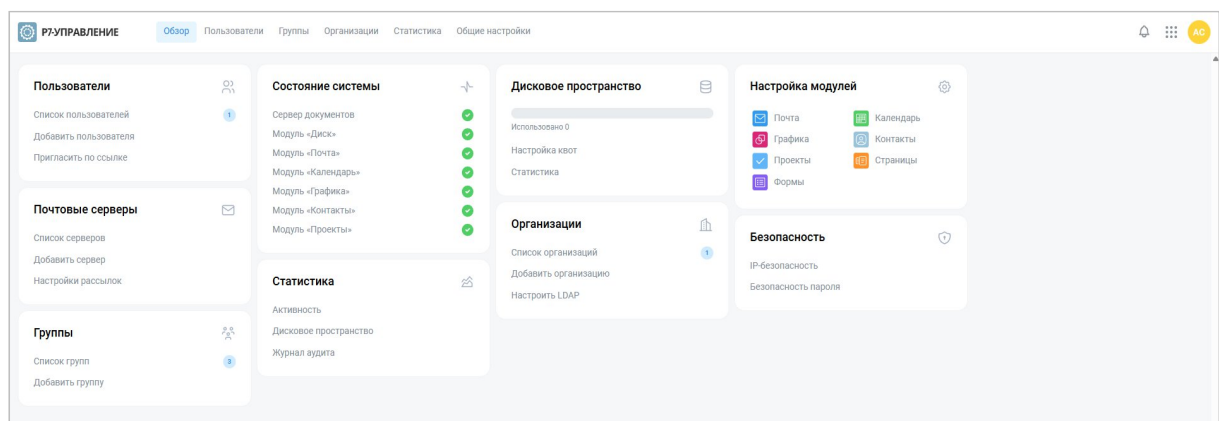 Р7-УПРАВЛЕНИЕ
Обзор
Пользователи
Группы
Организации
Статистика
Общие настройки
АС
Пользователи
Список пользователей
1
Добавить пользователя
Пригласить по ссылке
Почтовые серверы
Список серверов
Добавить сервер
Настройки рассылок
Группы
Список групп
3
Добавить группу
Состояние системы
Сервер документов
Модуль «Диск»
Модуль «Почта»
Модуль «Календарь»
Модуль «Графика»
Модуль «Контакты»
Модуль «Проекты»
Статистика
Активность
Дисковое пространство
Журнал аудита
Дисковое пространство
Использовано 0
Настройка квот
Статистика
Организации
Список организаций
1
Добавить организацию
Настроить LDAP
Настройка модулей
Почта
Календарь
Графика
Контакты
Проекты
Страницы
Формы
Безопасность
IP-безопасность
Безопасность пароля